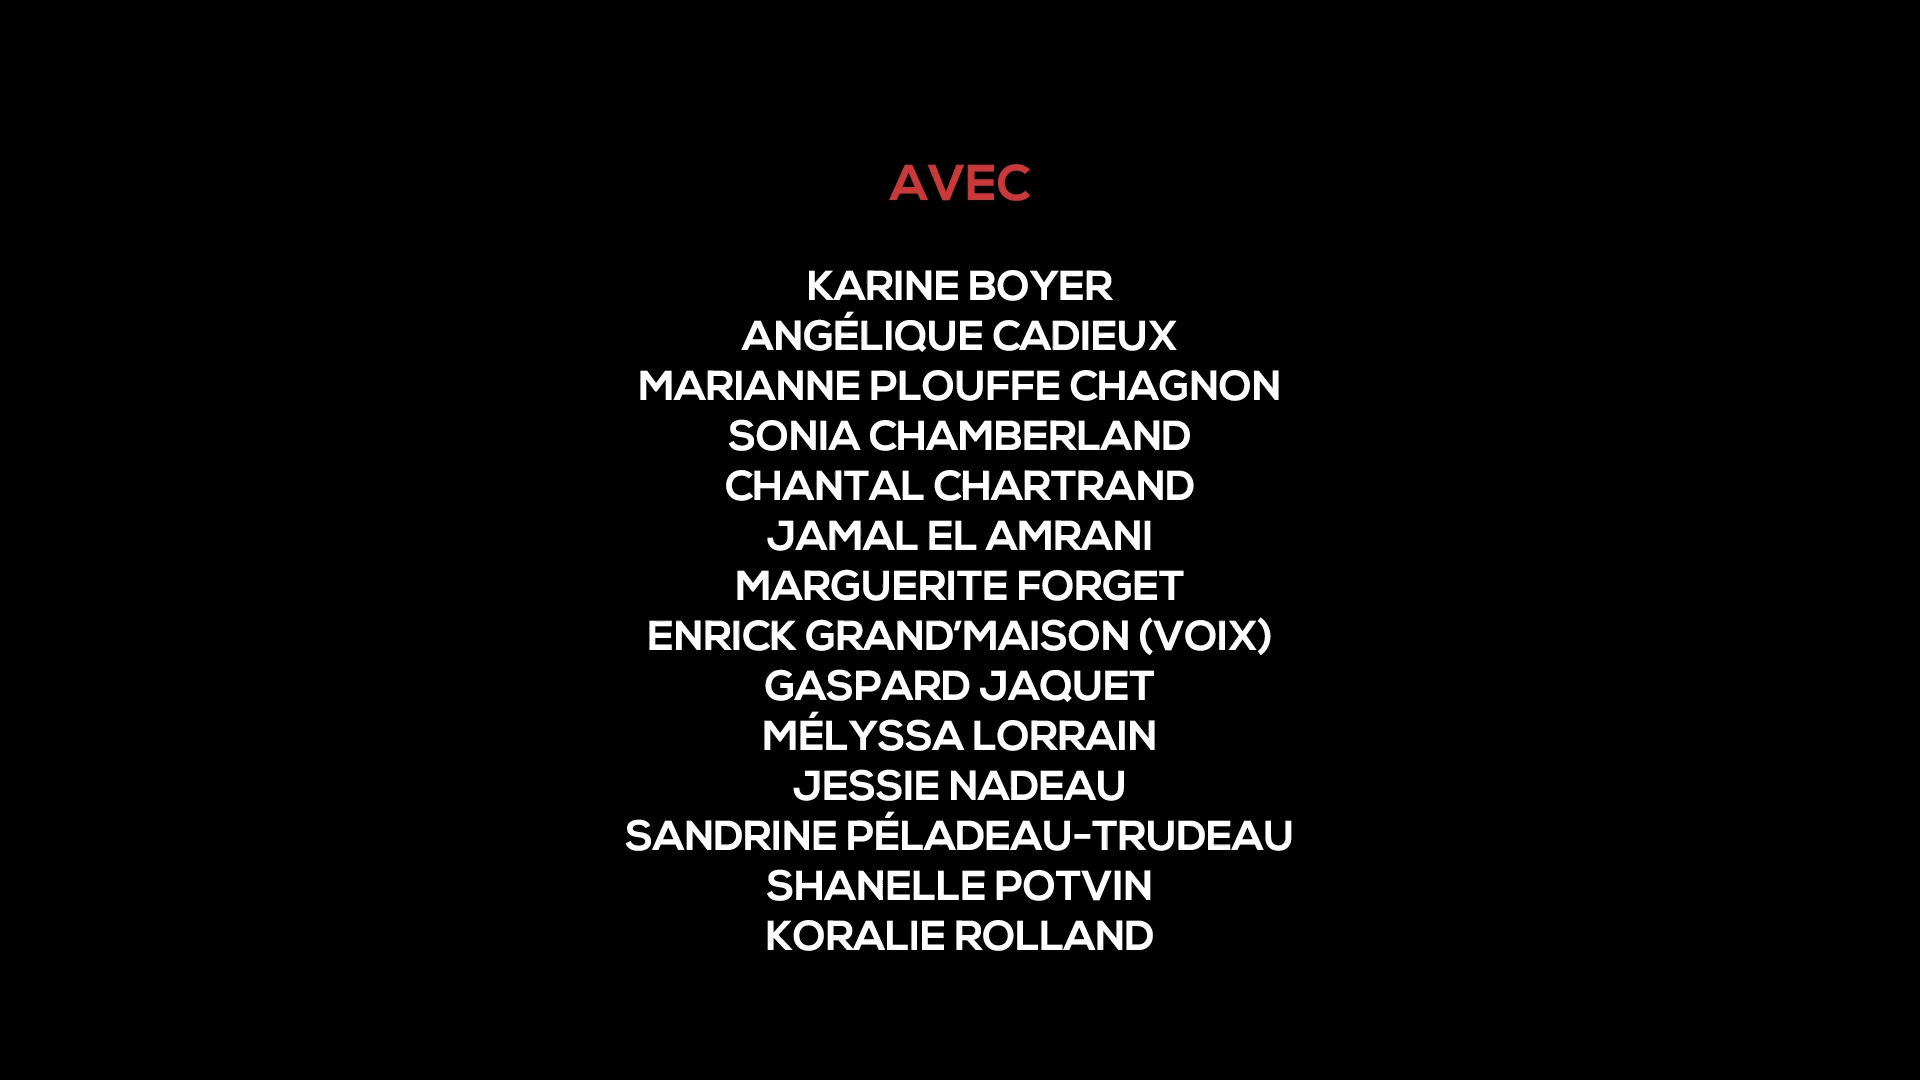 AVEC
KARINE BOYER
ANGÉLIQUE CADIEUX
MARIANNE PLOUFFE CHAGNON
SONIA CHAMBERLAND
CHANTAL CHARTRAND
JAMAL EL AMRANI
MARGUERITE FORGET
ENRICK GRAND’MAISON (VOIX)
GASPARD JAQUET
MÉLYSSA LORRAIN
JESSIE NADEAU
SANDRINE PÉLADEAU-TRUDEAU
SHANELLE POTVIN
KORALIE ROLLAND